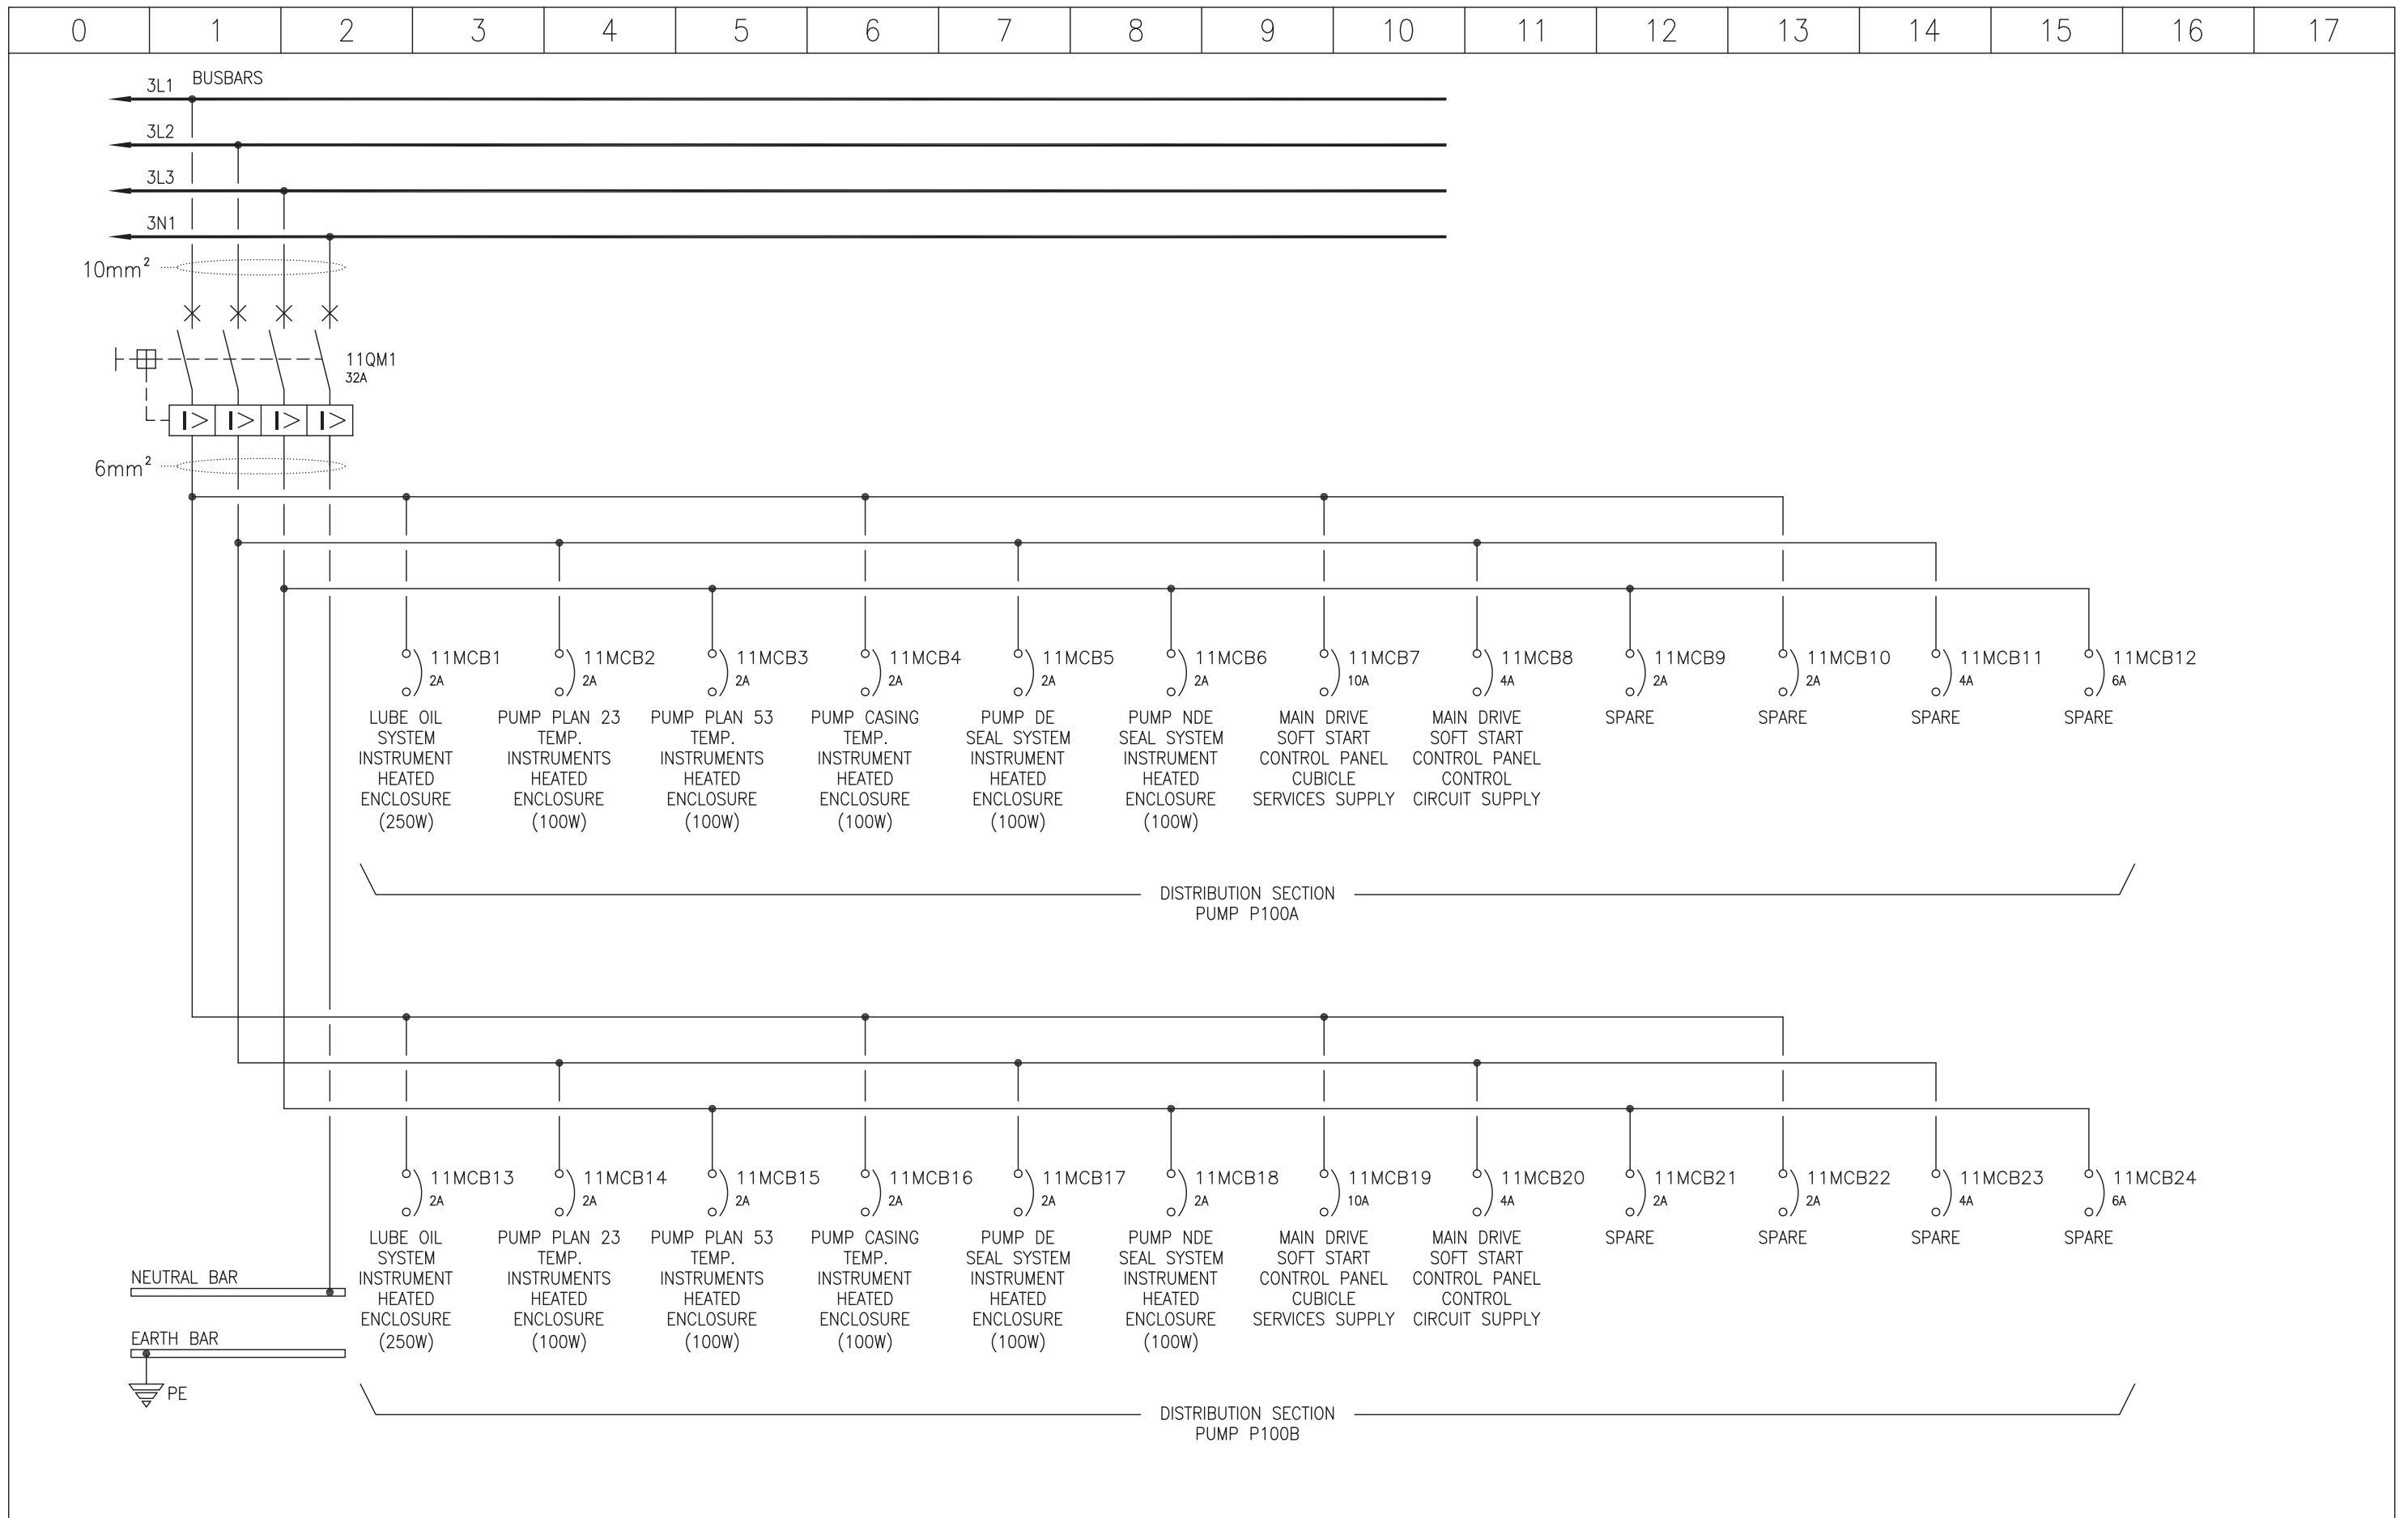 0 1 2 3 4 5 6 7 8 9 10 11 12 13 14 15 16 17
BUSBARS
3L1
3L2
3L3
3N1
10mm²
11QM1
32A
I> I> I> I>
6mm²
11MCB1 11MCB2 11MCB3 11MCB4 11MCB5 11MCB6 11MCB7 11MCB8 11MCB9 11MCB10 11MCB11 11MCB12
2A 2A 2A 2A 2A 2A 10A 4A 2A 2A 4A 6A
LUBE OIL
SYSTEM
INSTRUMENT
HEATED
ENCLOSURE
(250W)
PUMP PLAN 23
TEMP.
INSTRUMENTS
HEATED
ENCLOSURE
(100W)
PUMP PLAN 53
TEMP.
INSTRUMENTS
HEATED
ENCLOSURE
(100W)
PUMP CASING
TEMP.
INSTRUMENT
HEATED
ENCLOSURE
(100W)
PUMP DE
SEAL SYSTEM
INSTRUMENT
HEATED
ENCLOSURE
(100W)
PUMP NDE
SEAL SYSTEM
INSTRUMENT
HEATED
ENCLOSURE
(100W)
MAIN DRIVE
SOFT START
CONTROL PANEL
CUBICLE
SERVICES SUPPLY
MAIN DRIVE
SOFT START
CONTROL PANEL
CONTROL
CIRCUIT SUPPLY
SPARE
SPARE
SPARE
SPARE
DISTRIBUTION SECTION
PUMP P100A
11MCB13 11MCB14 11MCB15 11MCB16 11MCB17 11MCB18 11MCB19 11MCB20 11MCB21 11MCB22 11MCB23 11MCB24
2A 2A 2A 2A 2A 2A 10A 4A 2A 2A 4A 6A
LUBE OIL
SYSTEM
INSTRUMENT
HEATED
ENCLOSURE
(250W)
PUMP PLAN 23
TEMP.
INSTRUMENTS
HEATED
ENCLOSURE
(100W)
PUMP PLAN 53
TEMP.
INSTRUMENTS
HEATED
ENCLOSURE
(100W)
PUMP CASING
TEMP.
INSTRUMENT
HEATED
ENCLOSURE
(100W)
PUMP DE
SEAL SYSTEM
INSTRUMENT
HEATED
ENCLOSURE
(100W)
PUMP NDE
SEAL SYSTEM
INSTRUMENT
HEATED
ENCLOSURE
(100W)
MAIN DRIVE
SOFT START
CONTROL PANEL
CUBICLE
SERVICES SUPPLY
MAIN DRIVE
SOFT START
CONTROL PANEL
CONTROL
CIRCUIT SUPPLY
SPARE
SPARE
SPARE
SPARE
NEUTRAL BAR
EARTH BAR
PE
DISTRIBUTION SECTION
PUMP P100B